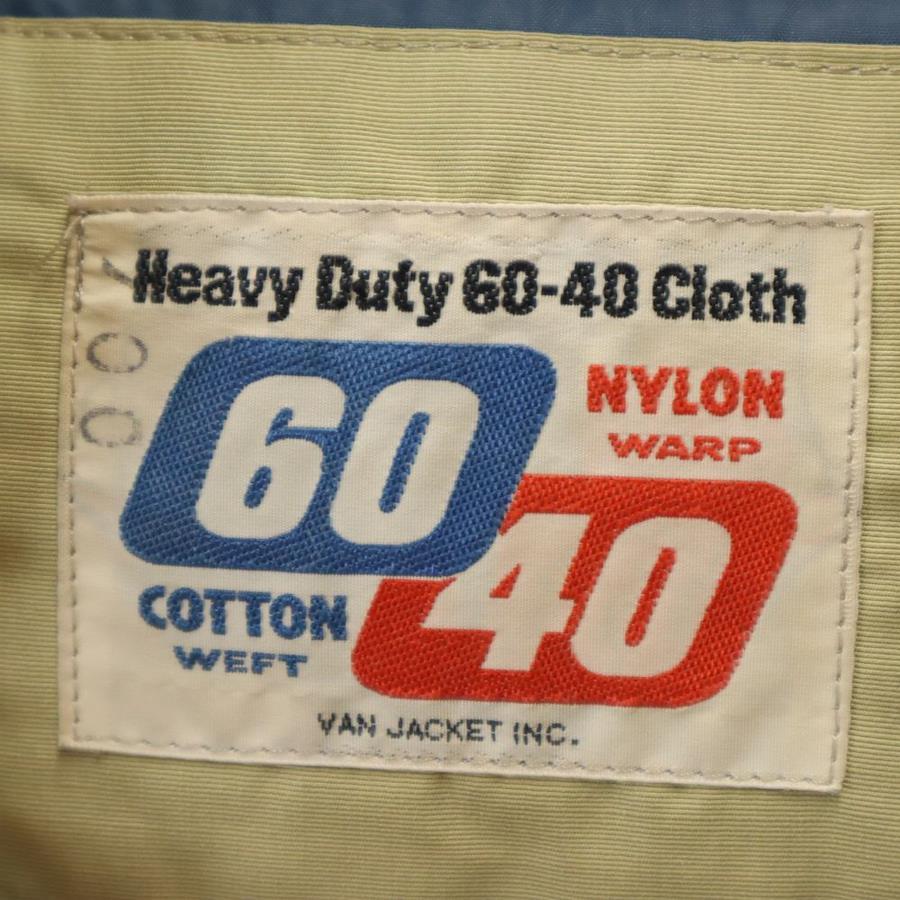 Heavy Duty 60-40 Cloth
60
NYLON
WARP
40
COTTON
WEFT
VAN JACKET INC.